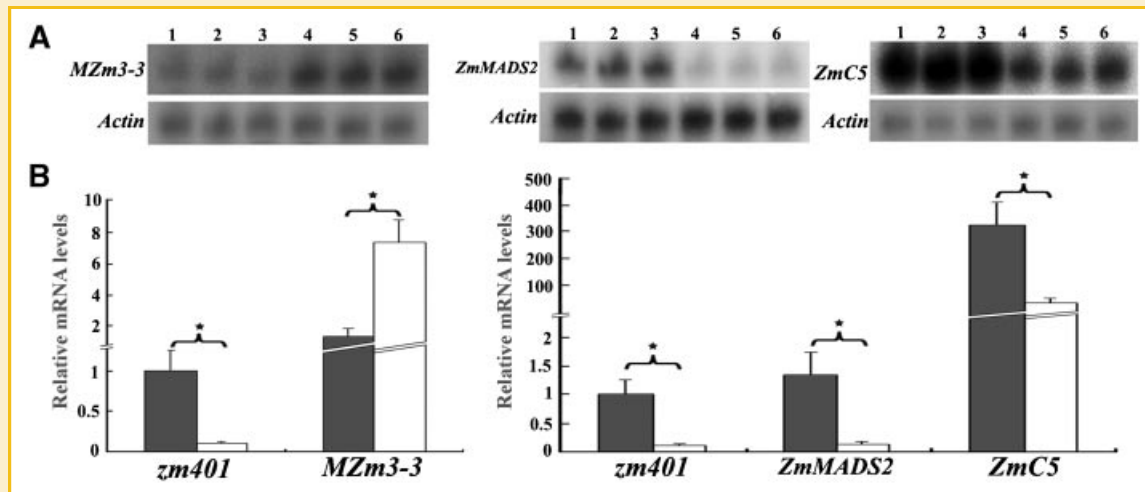 A
1 2 3 4 5 6
MZm3-3
Actin
1 2 3 4 5 6
ZmMADS2
Actin
1 2 3 4 5 6
ZmC5
Actin
B
Relative mRNA levels
10
8
6
4
2
1
0.5
0
zm401
MZm3-3
Relative mRNA levels
500
400
300
200
100
2
1.5
1
0.5
0
zm401
ZmMADS2
ZmC5